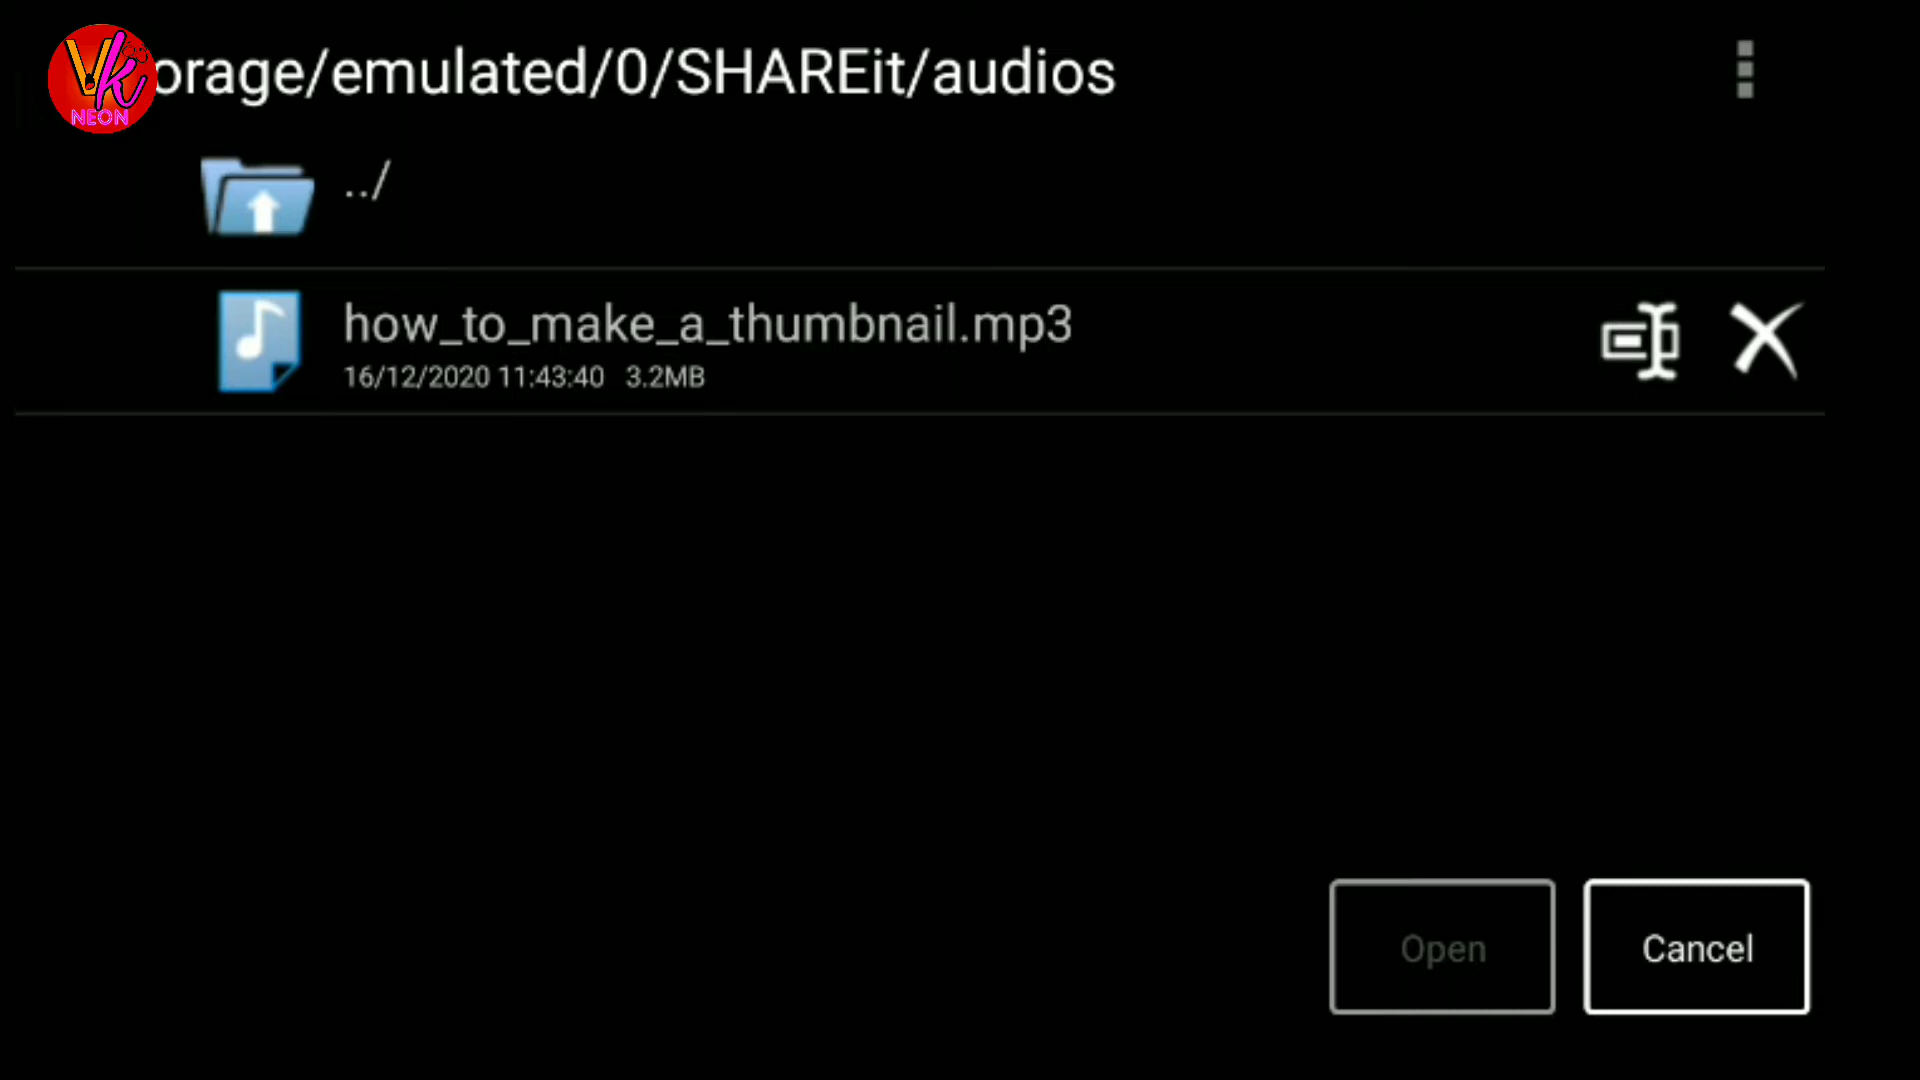 Vk
NEON
orage/emulated/0/SHAREit/audios
../
how_to_make_a_thumbnail.mp3
16/12/2020 11:43:40 3.2MB
Open
Cancel